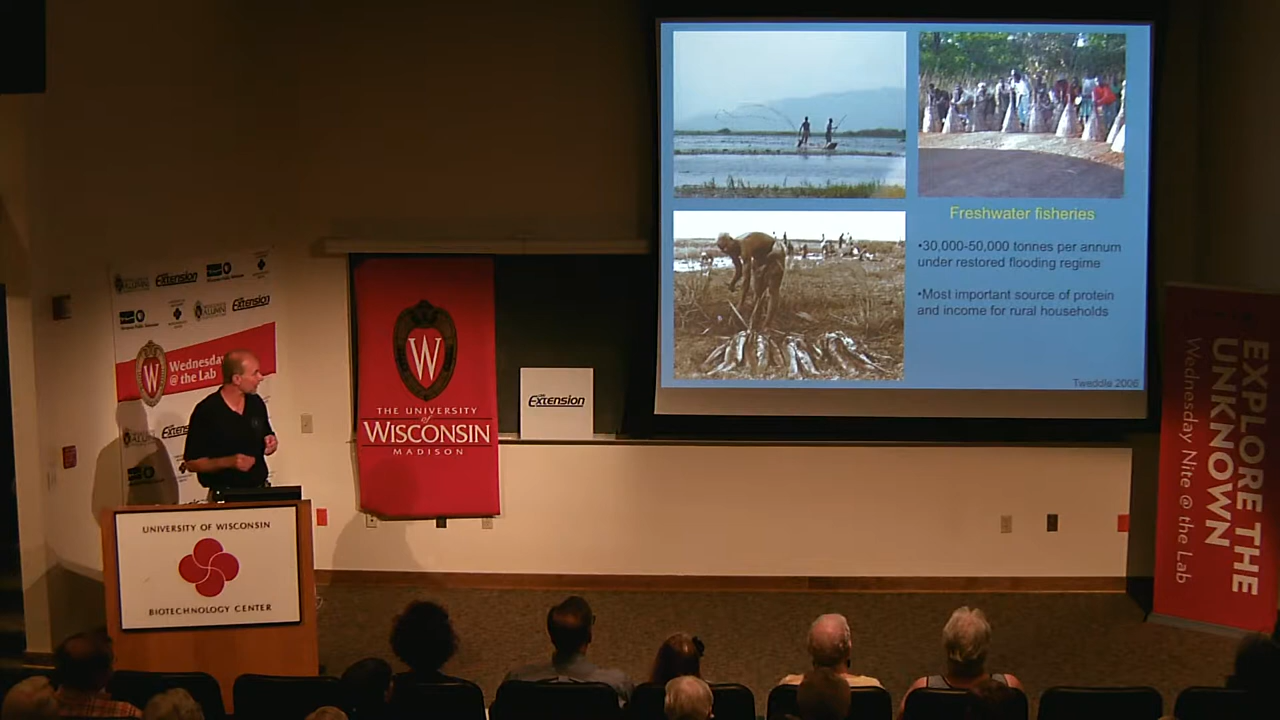 Freshwater fisheries
•30,000-50,000 tonnes per annum
under restored flooding regime
•Most important source of protein
and income for rural households
Tweddle 2006
Extension
Extension
Wednesday
@ the Lab
W
THE UNIVERSITY
of
WISCONSIN
MADISON
Extension
UNIVERSITY OF WISCONSIN
BIOTECHNOLOGY CENTER
EXPLORE THE
UNKNOWN
Wednesday Nite @ the Lab